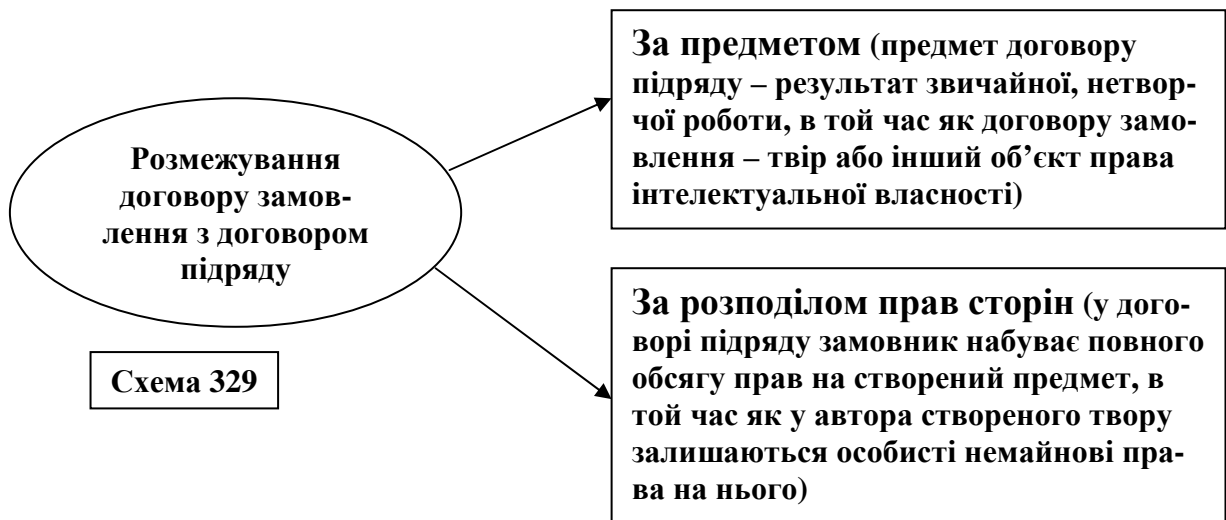 Розмежування
договору замов-
лення з договором
підряду
Схема 329
За предметом (предмет договору
підряду – результат звичайної, нетвор-
чої роботи, в той час як договору замо-
влення – твір або інший об’єкт права
інтелектуальної власності)
За розподілом прав сторін (у дого-
ворі підряду замовник набуває повного
обсягу прав на створений предмет, в
той час як у автора створеного твору
залишаються особисті немайнові пра-
ва на нього)